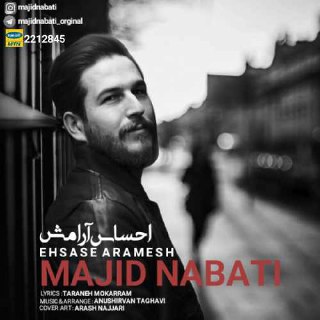 majidnabati
majidnabati_orginal
2212845
احساس آرامش
EHSASE ARAMESH
MAJID NABATI
LYRICS: TARANEH MOKARRAM
MUSIC & ARRANGE: ANUSHIRVAN TAGHAVI
COVER ART: ARASH NAJJARI